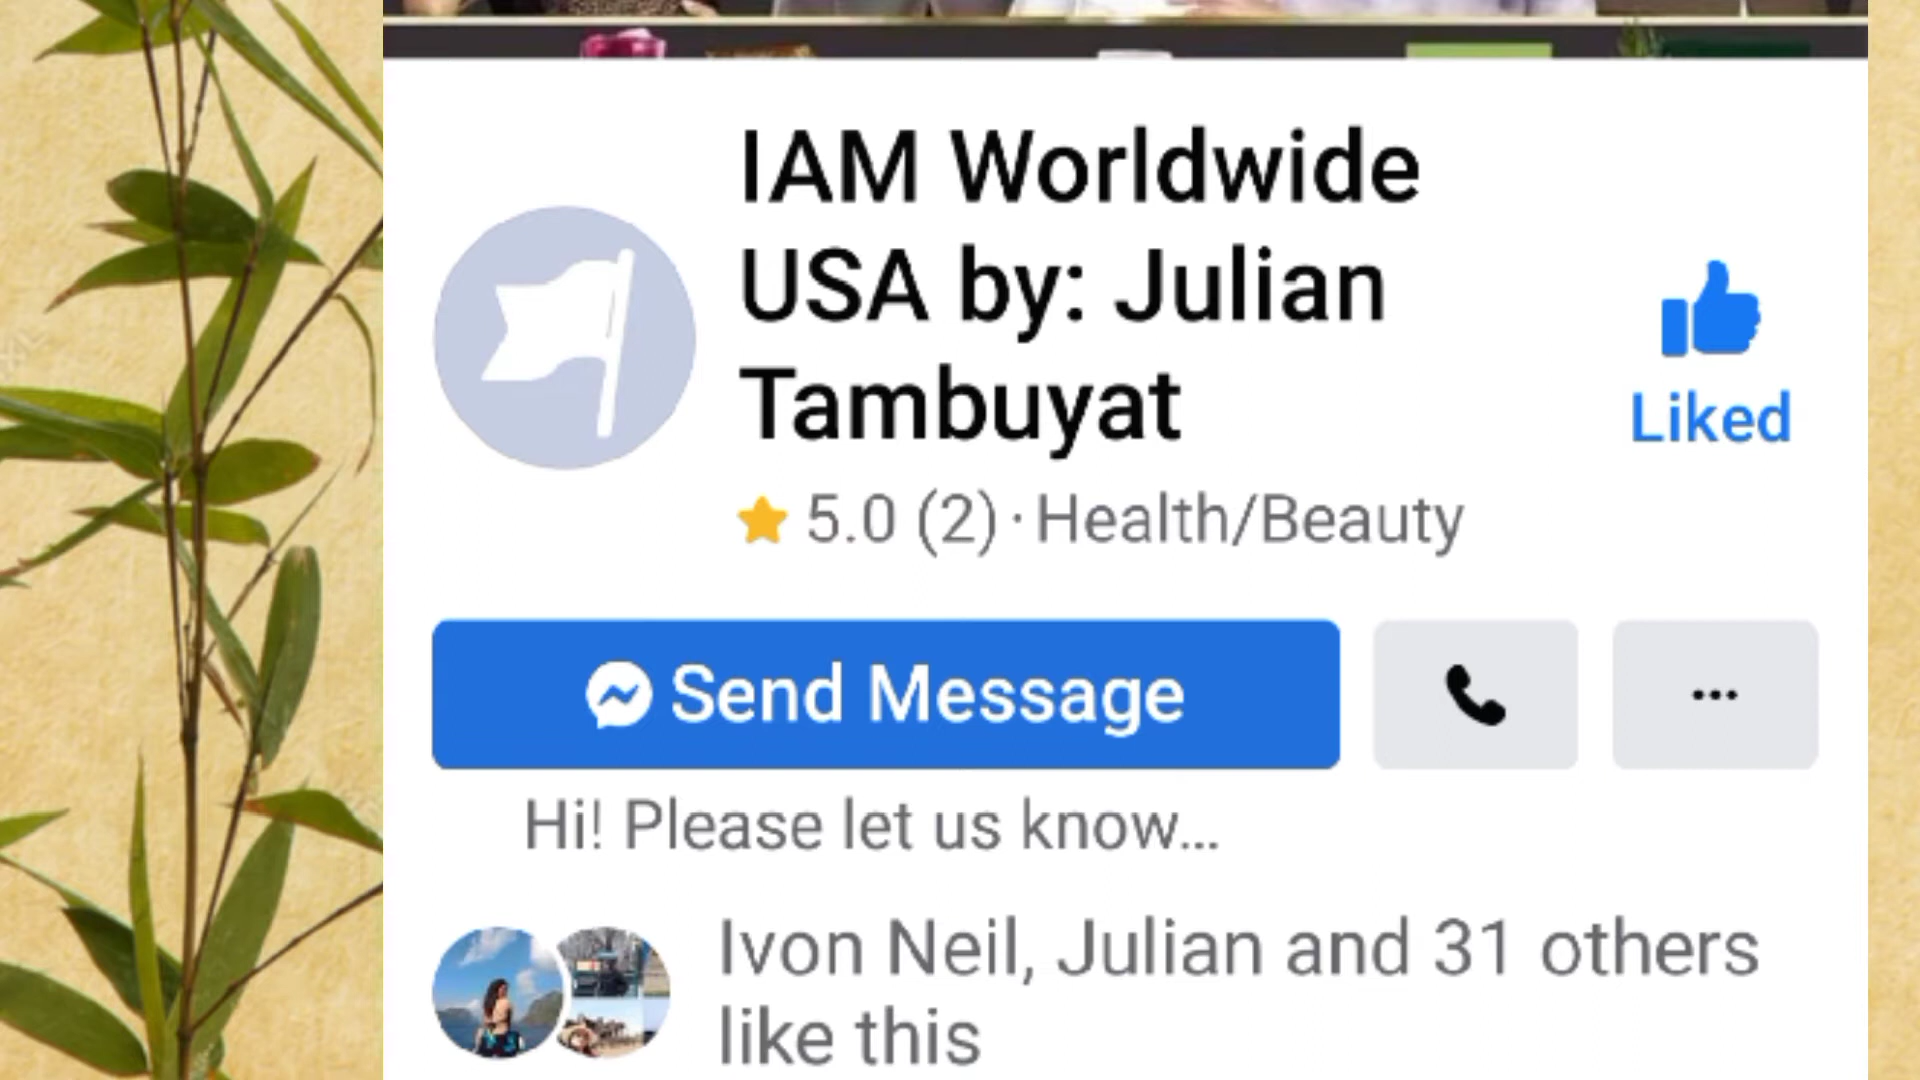 IAM Worldwide
USA by: Julian
Tambuyat
Liked
5.0 (2) · Health/Beauty
Send Message
...
Hi! Please let us know...
Ivon Neil, Julian and 31 others
like this